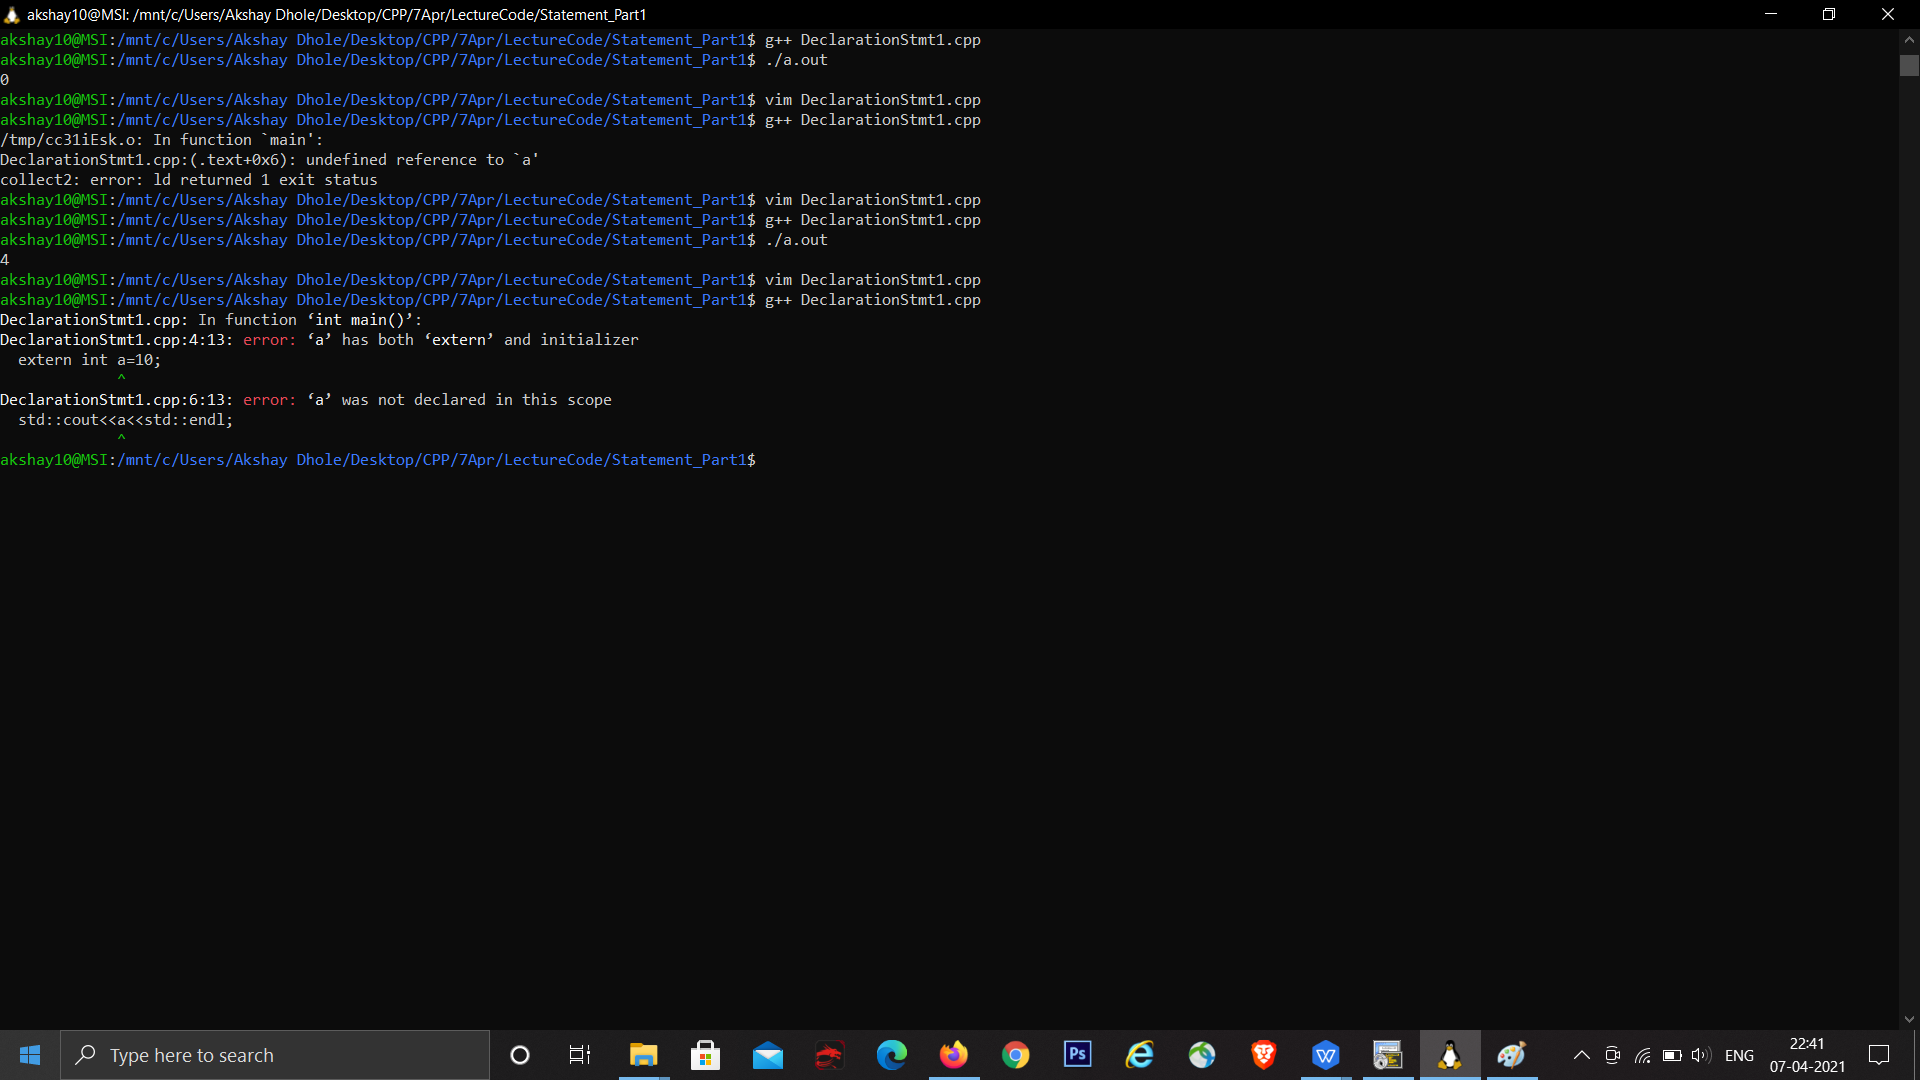 akshay10@MSI: /mnt/c/Users/Akshay Dhole/Desktop/CPP/7Apr/LectureCode/Statement_Part1
akshay10@MSI:/mnt/c/Users/Akshay Dhole/Desktop/CPP/7Apr/LectureCode/Statement_Part1$ g++ DeclarationStmt1.cpp
akshay10@MSI:/mnt/c/Users/Akshay Dhole/Desktop/CPP/7Apr/LectureCode/Statement_Part1$ ./a.out
0
akshay10@MSI:/mnt/c/Users/Akshay Dhole/Desktop/CPP/7Apr/LectureCode/Statement_Part1$ vim DeclarationStmt1.cpp
akshay10@MSI:/mnt/c/Users/Akshay Dhole/Desktop/CPP/7Apr/LectureCode/Statement_Part1$ g++ DeclarationStmt1.cpp
/tmp/cc31iEsk.o: In function `main':
DeclarationStmt1.cpp:(.text+0x6): undefined reference to `a'
collect2: error: ld returned 1 exit status
akshay10@MSI:/mnt/c/Users/Akshay Dhole/Desktop/CPP/7Apr/LectureCode/Statement_Part1$ vim DeclarationStmt1.cpp
akshay10@MSI:/mnt/c/Users/Akshay Dhole/Desktop/CPP/7Apr/LectureCode/Statement_Part1$ g++ DeclarationStmt1.cpp
akshay10@MSI:/mnt/c/Users/Akshay Dhole/Desktop/CPP/7Apr/LectureCode/Statement_Part1$ ./a.out
4
akshay10@MSI:/mnt/c/Users/Akshay Dhole/Desktop/CPP/7Apr/LectureCode/Statement_Part1$ vim DeclarationStmt1.cpp
akshay10@MSI:/mnt/c/Users/Akshay Dhole/Desktop/CPP/7Apr/LectureCode/Statement_Part1$ g++ DeclarationStmt1.cpp
DeclarationStmt1.cpp: In function ‘int main()’:
DeclarationStmt1.cpp:4:13: error: ‘a’ has both ‘extern’ and initializer
  extern int a=10;
             ^
DeclarationStmt1.cpp:6:13: error: ‘a’ was not declared in this scope
  std::cout<<a<<std::endl;
             ^
akshay10@MSI:/mnt/c/Users/Akshay Dhole/Desktop/CPP/7Apr/LectureCode/Statement_Part1$
Type here to search
Ps
ENG
22:41
07-04-2021